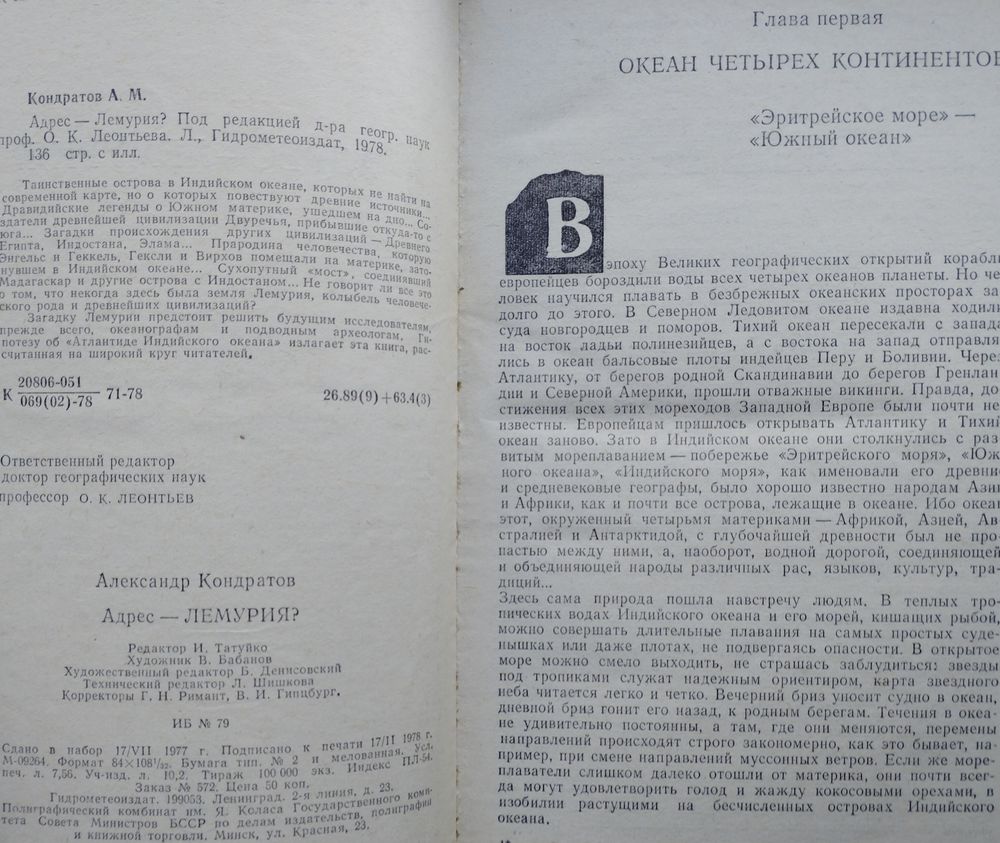 Кондратов А. М.
Адрес — Лемурия? Под редакцией д-ра геогр. наук
проф. О. К. Леонтьева. Л., Гидрометеоиздат, 1978.
136 стр. с илл.
Таинственные острова в Индийском океане, которых не найти на
современной карте, но о которых повествуют древние источники...
Дравидийские легенды о Южном материке, ушедшем на дно... Со-
здатели древнейшей цивилизации Двуречья, прибывшие откуда-то с
юга... Загадки происхождения других цивилизаций — Древнего
Египта, Индостана, Элама... Прародина человечества, которую
Энгельс и Геккель, Гексли и Вирхов помещали на материке, зато-
нувшем в Индийском океане... Сухопутный «мост», соединявший
Мадагаскар и другие острова с Индостаном... Не говорит ли все это
о том, что некогда здесь была земля Лемурия, колыбель человече-
ского рода и древнейших цивилизаций?
Загадку Лемурии предстоит решить будущим исследователям,
прежде всего, океанографам и подводным археологам. Ги-
потезу об «Атлантиде Индийского океана» излагает эта книга, рас-
считанная на широкий круг читателей.
К 20806-051
069(02)-78 71-78 26.89(9)+63.4(3)
Ответственный редактор
доктор географических наук
профессор О. К. ЛЕОНТЬЕВ
Александр Кондратов
Адрес — ЛЕМУРИЯ?
Редактор И. Татуйко
Художник В. Бабанов
Художественный редактор Б. Денисовский
Технический редактор Л. Шишкова
Корректоры Г. Н. Римант, В. И. Гинцбург.
ИБ № 79
Сдано в набор 17/VII 1977 г. Подписано к печати 17/II 1978 г.
М-09264. Формат 84×108¹/₃₂. Бумага тип. № 2 и мелованная. Усл.
печ. л. 7,56. Уч-изд. л. 10,2. Тираж 100 000 экз. Индекс ПЛ-54.
Заказ № 572. Цена 50 коп.
Гидрометеоиздат. 199053. Ленинград. 2-я линия, д. 23.
Полиграфический комбинат им. Я. Коласа Государственного коми-
тета Совета Министров БССР по делам издательств, полиграфии
и книжной торговли. Минск, ул. Красная, 23.
Глава первая
ОКЕАН ЧЕТЫРЕХ КОНТИНЕНТОВ
«Эритрейское море» —
«Южный океан»
В эпоху Великих географических открытий корабли
европейцев бороздили воды всех четырех океанов планеты. Но че
ловек научился плавать в безбрежных океанских просторах за
долго до этого. В Северном Ледовитом океане издавна ходили
суда новгородцев и поморов. Тихий океан пересекали с запада
на восток ладьи полинезийцев, а с востока на запад отправля
лись в океан бальсовые плоты индейцев Перу и Боливии. Через
Атлантику, от берегов родной Скандинавии до берегов Гренлан
дии и Северной Америки, прошли отважные викинги. Правда, до
стижения всех этих мореходов Западной Европе были почти не
известны. Европейцам пришлось открывать Атлантику и Тихий
океан заново. Зато в Индийском океане они столкнулись с раз
витым мореплаванием — побережье «Эритрейского моря», «Юж
ного океана», «Индийского моря», как именовали его древни
и средневековые географы, было хорошо известно народам Азии
и Африки, как и почти все острова, лежащие в океане. Ибо океан
этот, окруженный четырьмя материками — Африкой, Азией, Ав
стралией и Антарктидой, с глубочайшей древности был не про-
пастью между ними, а, наоборот, водной дорогой, соединяющей
и объединяющей народы различных рас, языков, культур, тра-
диций...
Здесь сама природа пошла навстречу людям. В теплых тро-
пических водах Индийского океана и его морей, кишащих рыбой,
можно совершать длительные плавания на самых простых суде-
нышках или даже плотах, не подвергаясь опасности. В открытое
море можно смело выходить, не страшась заблудиться: звезды
под тропиками служат надежным ориентиром, карта звездного
неба читается легко и четко. Вечерний бриз уносит судно в океан,
дневной бриз гонит его назад, к родным берегам. Течения в океа-
не удивительно постоянны, а там, где они меняются, перемены
направлений происходят строго закономерно, как это бывает, на-
пример, при смене направлений муссонных ветров. Если же море-
плаватели слишком далеко отошли от материка, они почти всег-
да могут удовлетворить голод и жажду кокосовыми орехами, в
изобилии растущими на бесчисленных островах Индийского
океана.